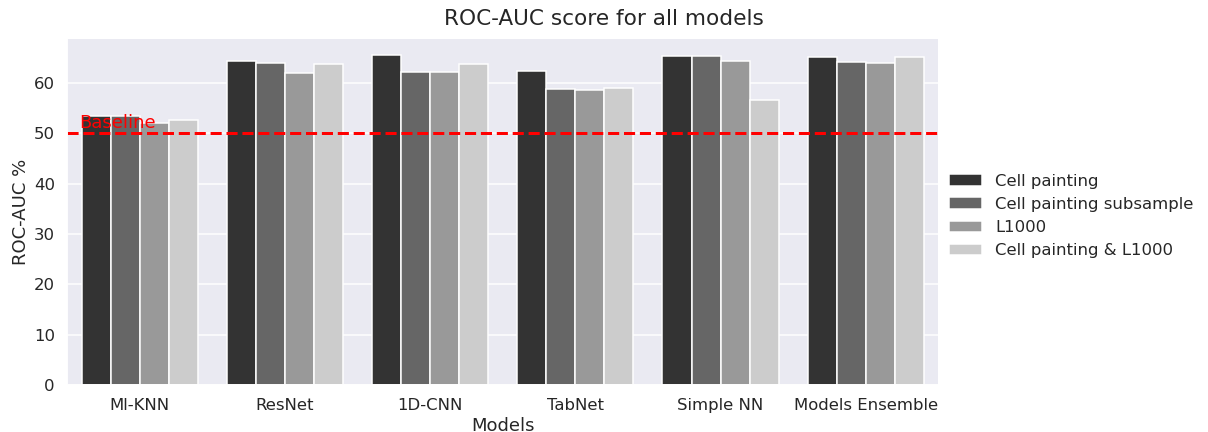 ROC-AUC score for all models
ROC-AUC %
60
50
40
30
20
10
0
Baseline
MI-KNN
ResNet
1D-CNN
TabNet
Simple NN
Models Ensemble
Models
Cell painting
Cell painting subsample
L1000
Cell painting & L1000